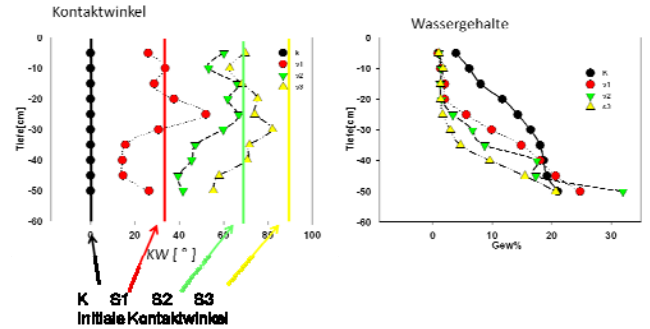 Kontaktwinkel
Wassergehalte
0
-10
-20
-30
-40
-50
-60
Tiefe[cm]
k
s1
s2
s3
0
20
40
60
80
100
KW [ ° ]
0
-10
-20
-30
-40
-50
-60
Tiefe[cm]
K
s1
s2
s3
0
10
20
30
Gew%
K S1 S2 S3
Initiale Kontaktwinkel